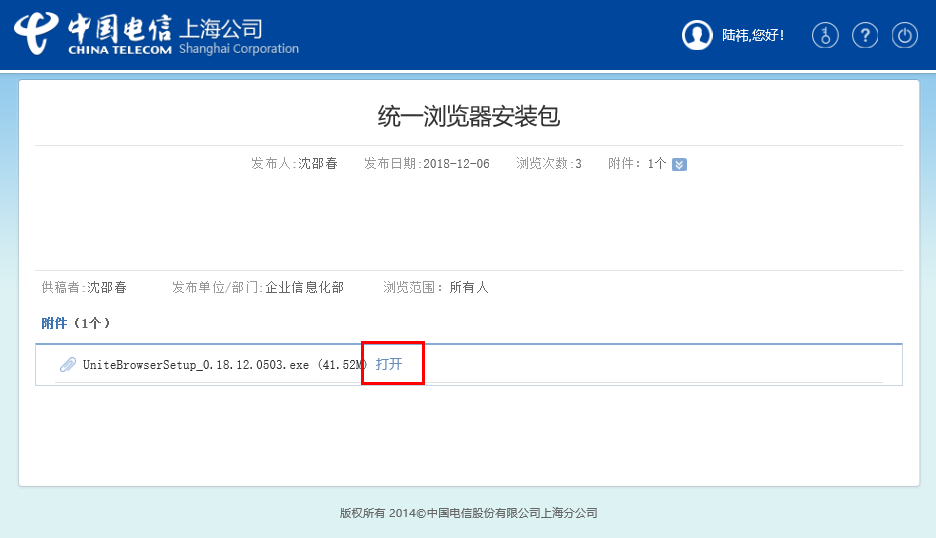 中国电信 上海公司
CHINA TELECOM Shanghai Corporation
陆祎,您好!
?
统一浏览器安装包
发布人:沈邵春 发布日期:2018-12-06 浏览次数:3 附件: 1个
供稿者:沈邵春 发布单位/部门:企业信息化部 浏览范围: 所有人
附件（1个）
UniteBrowserSetup_0.18.12.0503.exe (41.52M) 打开
版权所有 2014©中国电信股份有限公司上海分公司